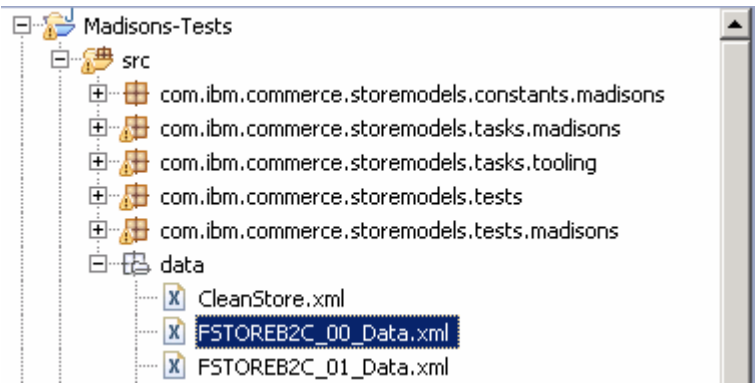 Madisons-Tests
src
com.ibm.commerce.storemodels.constants.madisons
com.ibm.commerce.storemodels.tasks.madisons
com.ibm.commerce.storemodels.tasks.tooling
com.ibm.commerce.storemodels.tests
com.ibm.commerce.storemodels.tests.madisons
data
CleanStore.xml
FSTOREB2C_00_Data.xml
FSTOREB2C_01_Data.xml